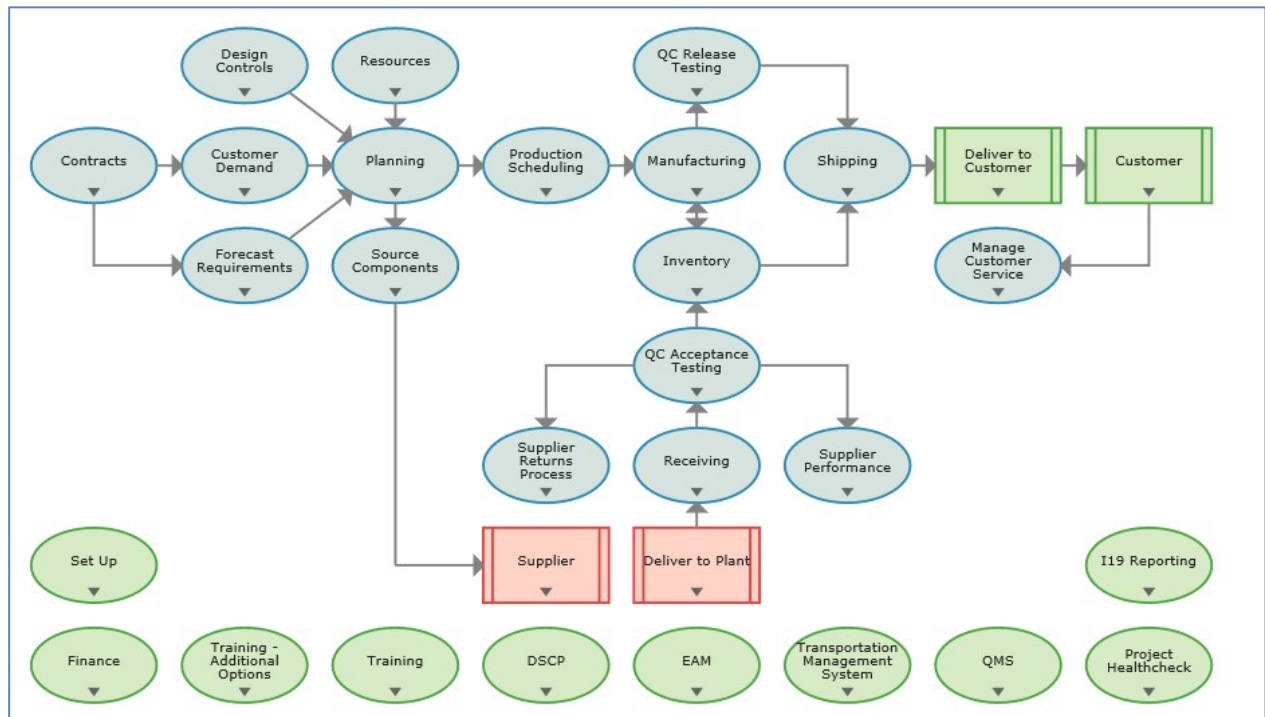 Design
Controls
Resources
QC Release
Testing
Contracts
Customer
Demand
Planning
Production
Scheduling
Manufacturing
Shipping
Deliver to
Customer
Customer
Forecast
Requirements
Source
Components
Inventory
Manage
Customer
Service
QC Acceptance
Testing
Supplier
Returns
Process
Receiving
Supplier
Performance
Set Up
Supplier
Deliver to Plant
I19 Reporting
Finance
Training -
Additional
Options
Training
DSCP
EAM
Transportation
Management
System
QMS
Project
Healthcheck